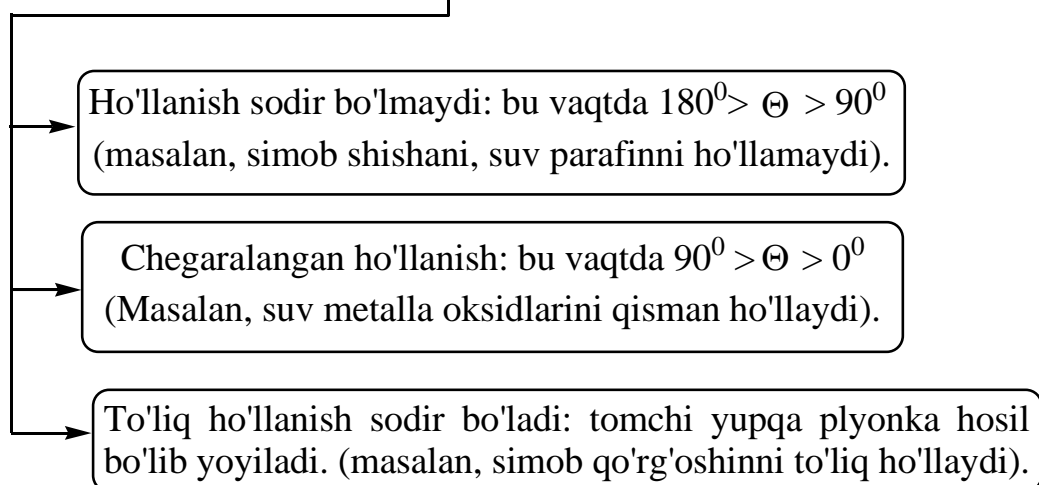 Ho'llanish sodir bo'lmaydi: bu vaqtda 180⁰> Θ > 90⁰
(masalan, simob shishani, suv parafinni ho'llamaydi).
Chegaralangan ho'llanish: bu vaqtda 90⁰ > Θ > 0⁰
(Masalan, suv metalla oksidlarini qisman ho'llaydi).
To'liq ho'llanish sodir bo'ladi: tomchi yupqa plyonka hosil
bo'lib yoyiladi. (masalan, simob qo'rg'oshinni to'liq ho'llaydi).